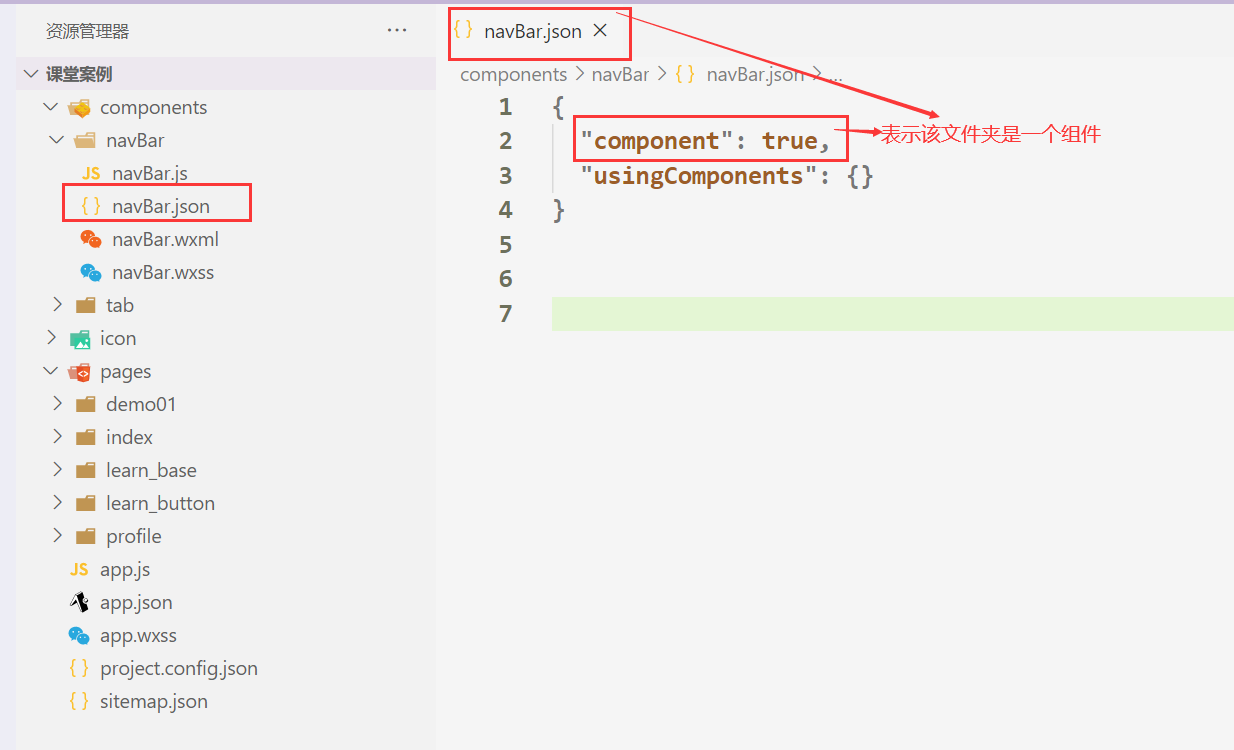 资源管理器 ...
课堂案例
components
navBar
JS navBar.js
{} navBar.json
navBar.wxml
navBar.wxss
tab
icon
pages
demo01
index
learn_base
learn_button
profile
JS app.js
app.json
app.wxss
{} project.config.json
{} sitemap.json
{} navBar.json
components > navBar > {} navBar.json > ...
1 {
2 "component": true,
表示该文件夹是一个组件
3 "usingComponents": {}
4 }
5
6
7